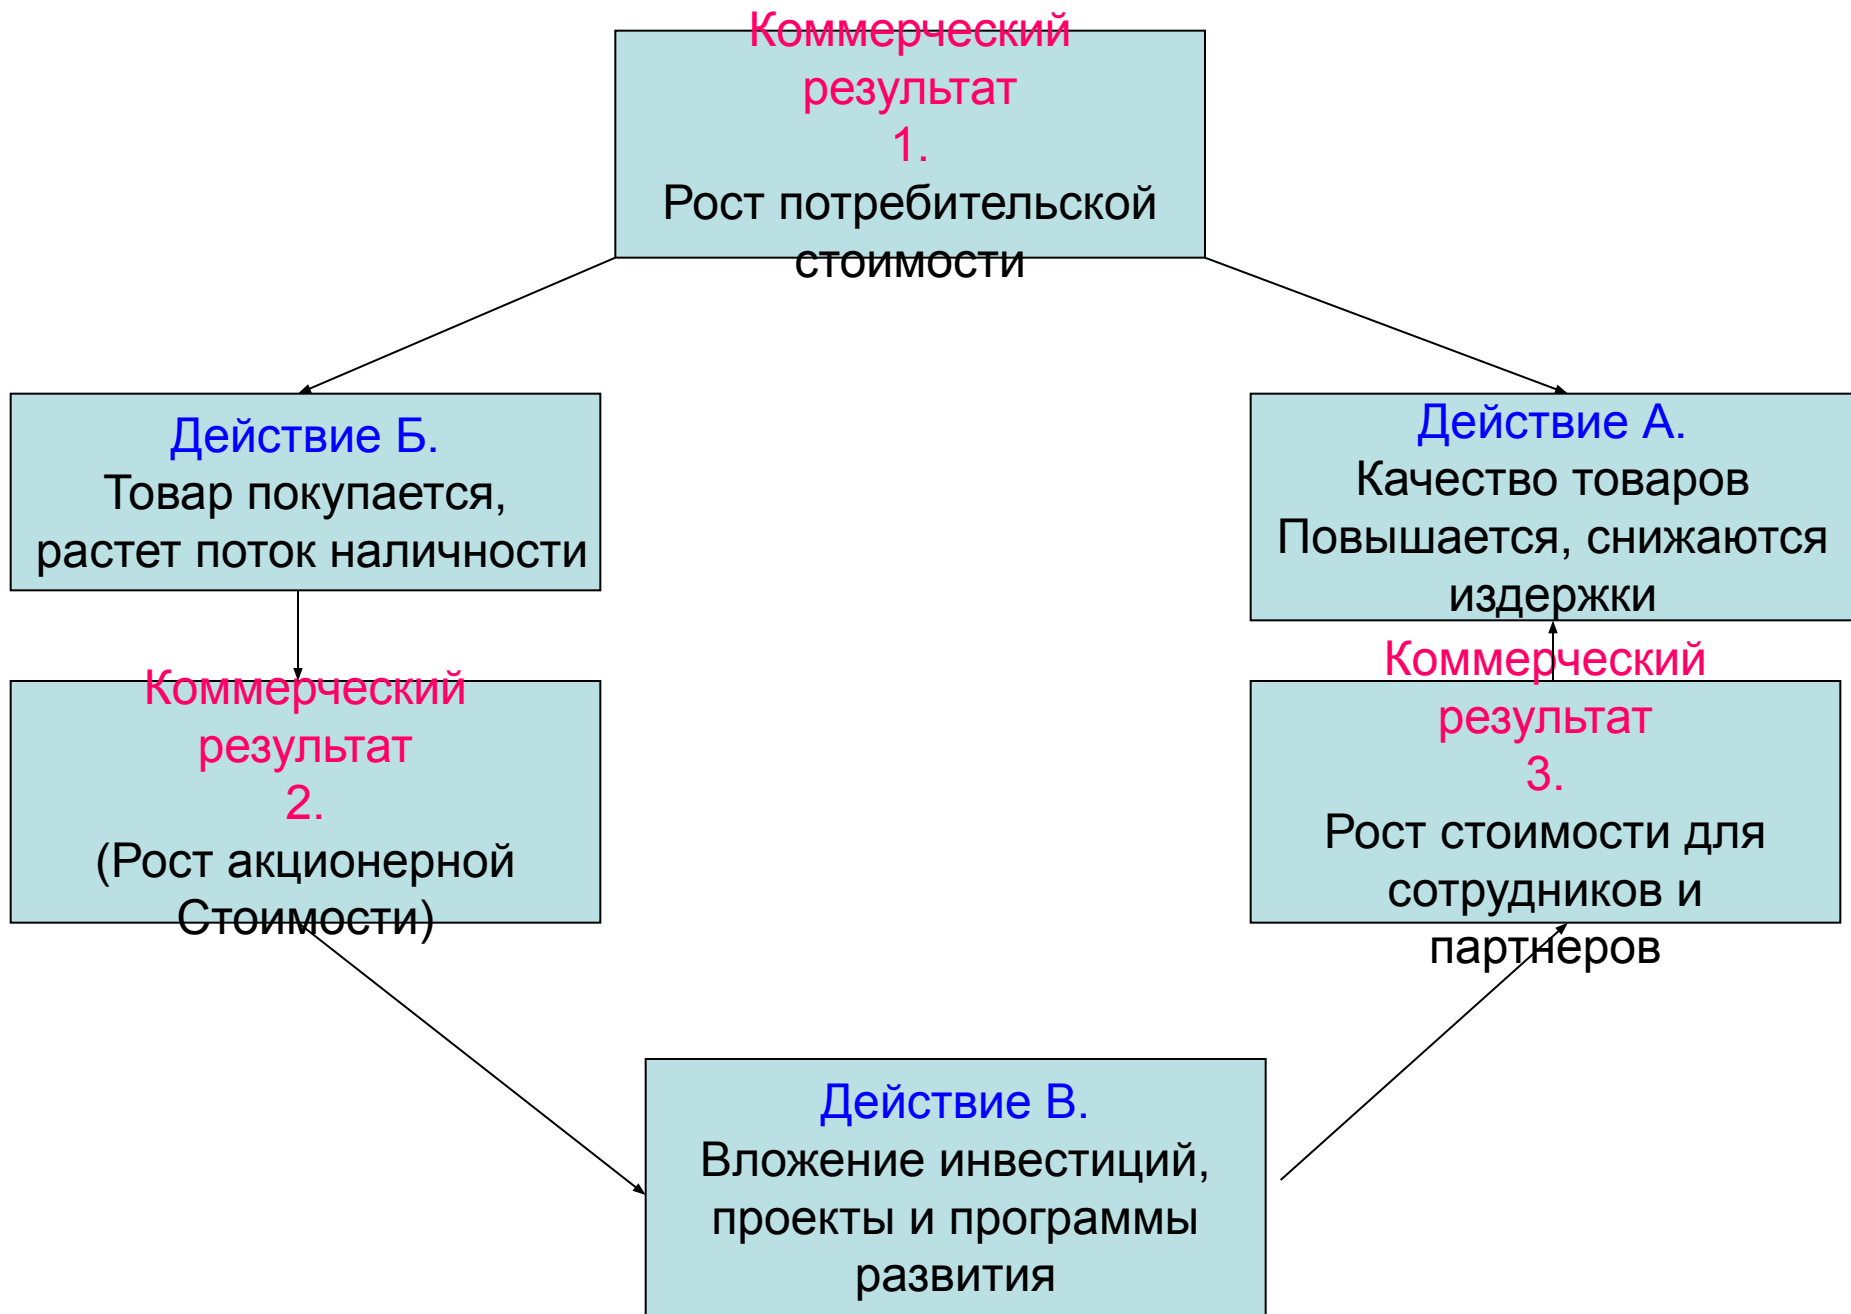 Коммерческий
результат
1.
Рост потребительской
стоимости
Действие Б.
Товар покупается,
растет поток наличности
Действие А.
Качество товаров
Повышается, снижаются
издержки
Коммерческий
результат
2.
(Рост акционерной
Стоимости)
Коммерческий
результат
3.
Рост стоимости для
сотрудников и
партнеров
Действие В.
Вложение инвестиций,
проекты и программы
развития